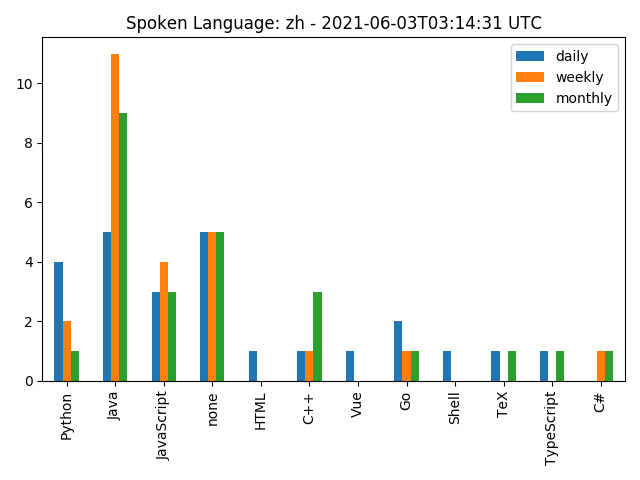 Spoken Language: zh - 2021-06-03T03:14:31 UTC
daily
weekly
monthly
10
8
6
4
2
0
Python
Java
JavaScript
none
HTML
C++
Vue
Go
Shell
TeX
TypeScript
C#